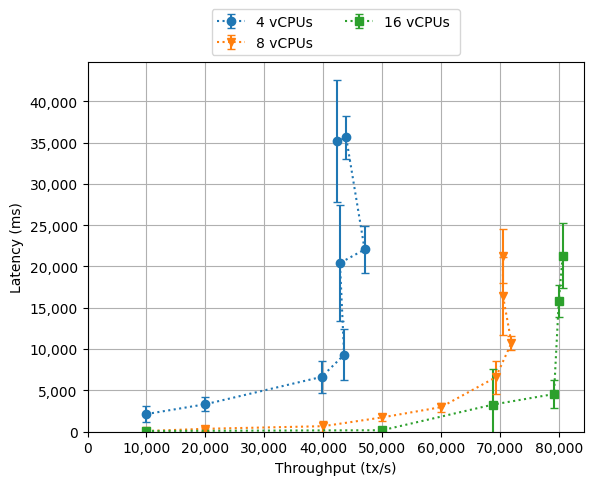 4 vCPUs
8 vCPUs
16 vCPUs
Latency (ms)
40,000
35,000
30,000
25,000
20,000
15,000
10,000
5,000
0
0 10,000 20,000 30,000 40,000 50,000 60,000 70,000 80,000
Throughput (tx/s)